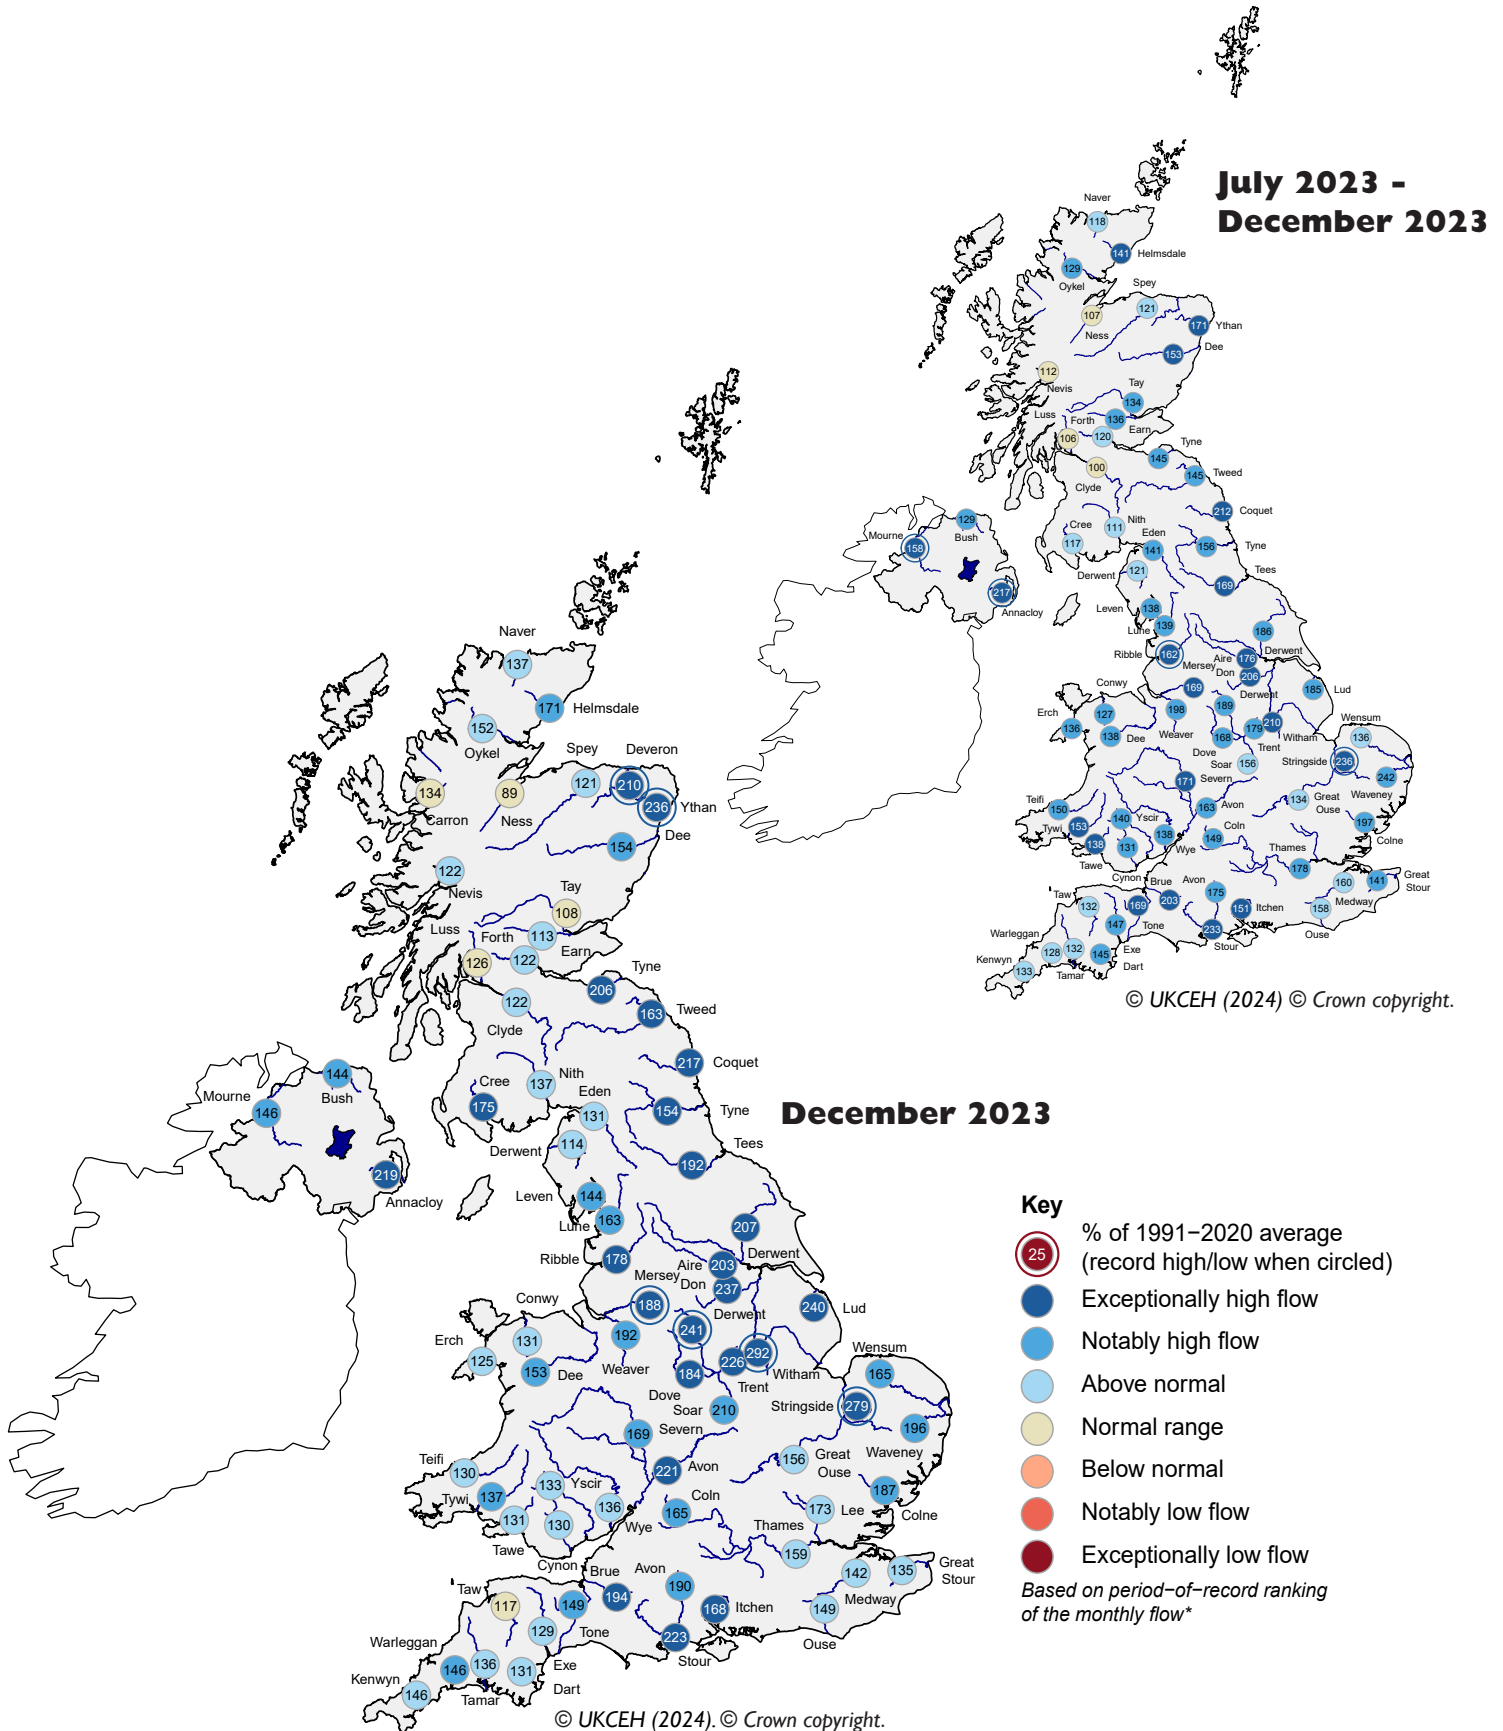 July 2023 -
December 2023
Naver
118
141
Helmsdale
129
Oykel
Spey
121
107
Ness
171
Ythan
Dee
153
112
Nevis
Tay
134
Luss
Forth
136
Earn
106
120
Tyne
145
100
Clyde
145
Tweed
212
Coquet
129
Bush
Mourne
158
Cree
117
111
Nith
Eden
141
156
Tyne
Derwent
121
Tees
169
217
Annacloy
Leven
138
Lune
139
186
Derwent
Ribble
162
Mersey
Aire
176
Don
206
169
Derwent
185
Lud
Conwy
127
Erch
136
138
Dee
198
Weaver
189
168
Dove
179
Trent
210
Witham
Wensum
136
Soar
156
Stringside
236
171
Severn
242
Waveney
Teifi
150
134
Great
Ouse
163
Avon
Tywi
153
140
Yscir
138
Tawe
131
138
Wye
Coln
149
197
Colne
Cynon
Thames
178
Brue
Avon
175
160
Medway
141
Great
Stour
Taw
132
169
203
151
Itchen
158
Ouse
147
Tone
233
Stour
Warleggan
128
132
145
Exe
Dart
Kenwyn
133
Tamar
© UKCEH (2024) © Crown copyright.
December 2023
Naver
137
171
Helmsdale
152
Oykel
Spey
121
Deveron
210
236
Ythan
134
Carron
89
Ness
Dee
154
122
Nevis
Tay
108
Luss
Forth
113
Earn
126
122
Tyne
206
122
Clyde
163
Tweed
217
Coquet
144
Bush
Mourne
146
Cree
175
137
Nith
Eden
131
154
Tyne
Derwent
114
Tees
192
219
Annacloy
Leven
144
Lune
163
207
Derwent
Ribble
178
Mersey
Aire
203
Don
237
188
Derwent
241
240
Lud
Conwy
131
Erch
125
153
Dee
192
Weaver
184
Dove
226
Trent
292
Witham
Wensum
165
Soar
210
Stringside
279
169
Severn
196
Waveney
Teifi
130
156
Great
Ouse
221
Avon
Tywi
137
133
Yscir
131
Tawe
130
136
Wye
Coln
165
173
Lee
187
Colne
Cynon
Thames
159
Brue
194
Avon
190
142
Medway
135
Great
Stour
Taw
117
149
Tone
168
Itchen
149
Ouse
129
223
Stour
Warleggan
146
136
131
Exe
Dart
Kenwyn
146
Tamar
© UKCEH (2024). © Crown copyright.
Key
25
% of 1991−2020 average
(record high/low when circled)
Exceptionally high flow
Notably high flow
Above normal
Normal range
Below normal
Notably low flow
Exceptionally low flow
Based on period−of−record ranking
of the monthly flow*